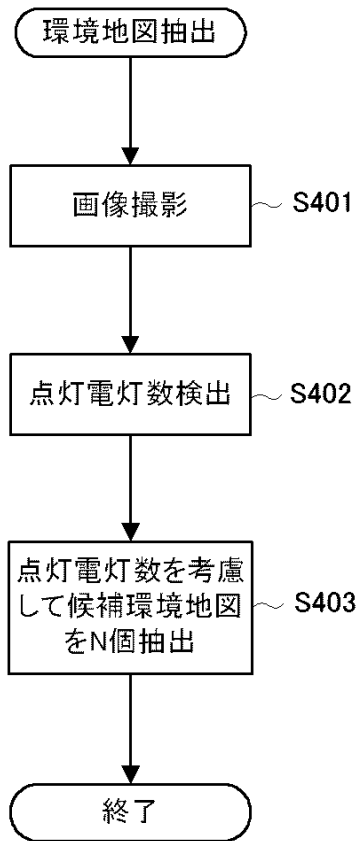 環境地図抽出
画像撮影
S401
点灯電灯数検出
S402
点灯電灯数を考慮
して候補環境地図
をN個抽出
S403
終了